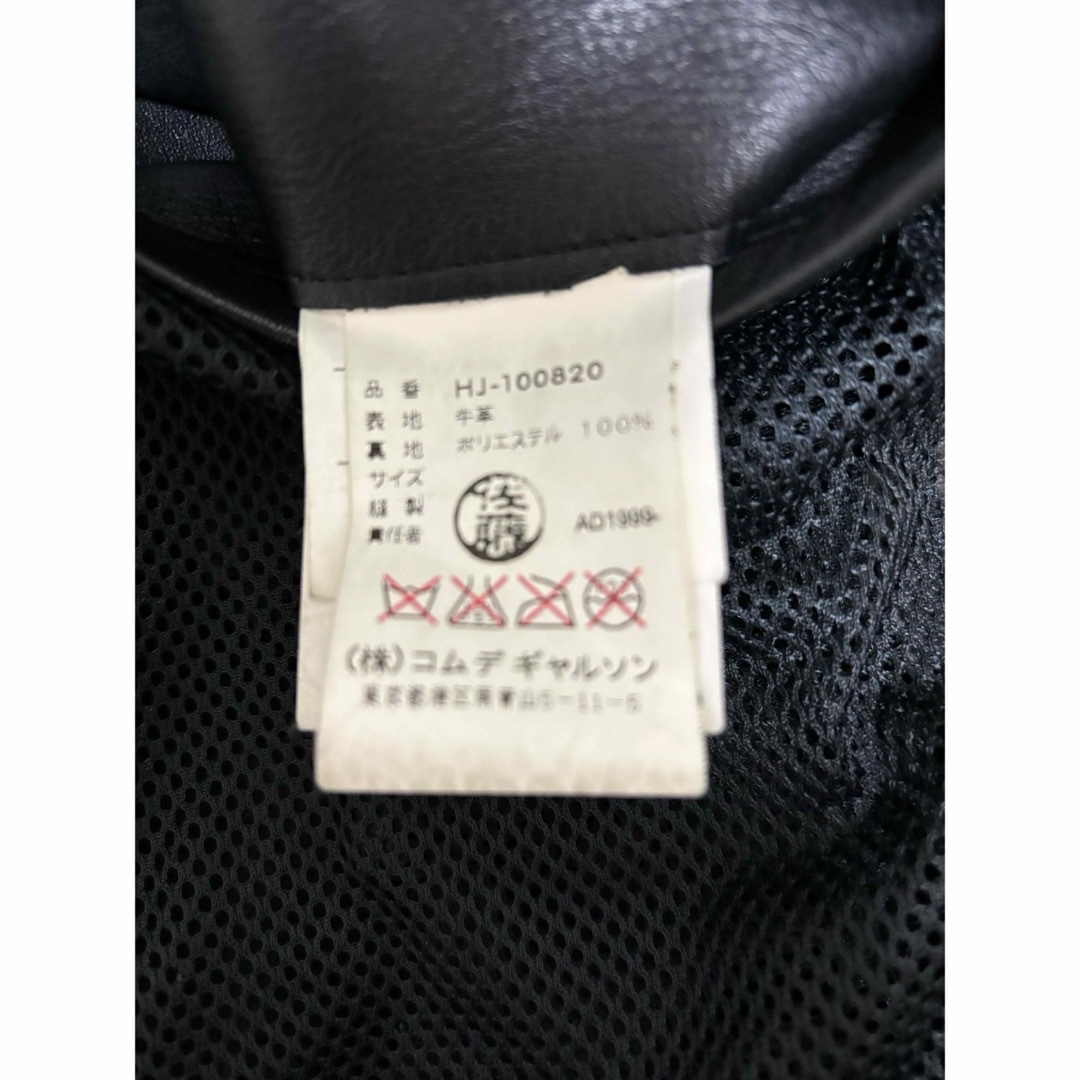 品番 HJ-100820
表地 牛革
裏地 ポリエステル 100%
サイズ
縫製 佐藤
責任者 AD1999
(株)コムデギャルソン
東京都港区南青山5-11-5